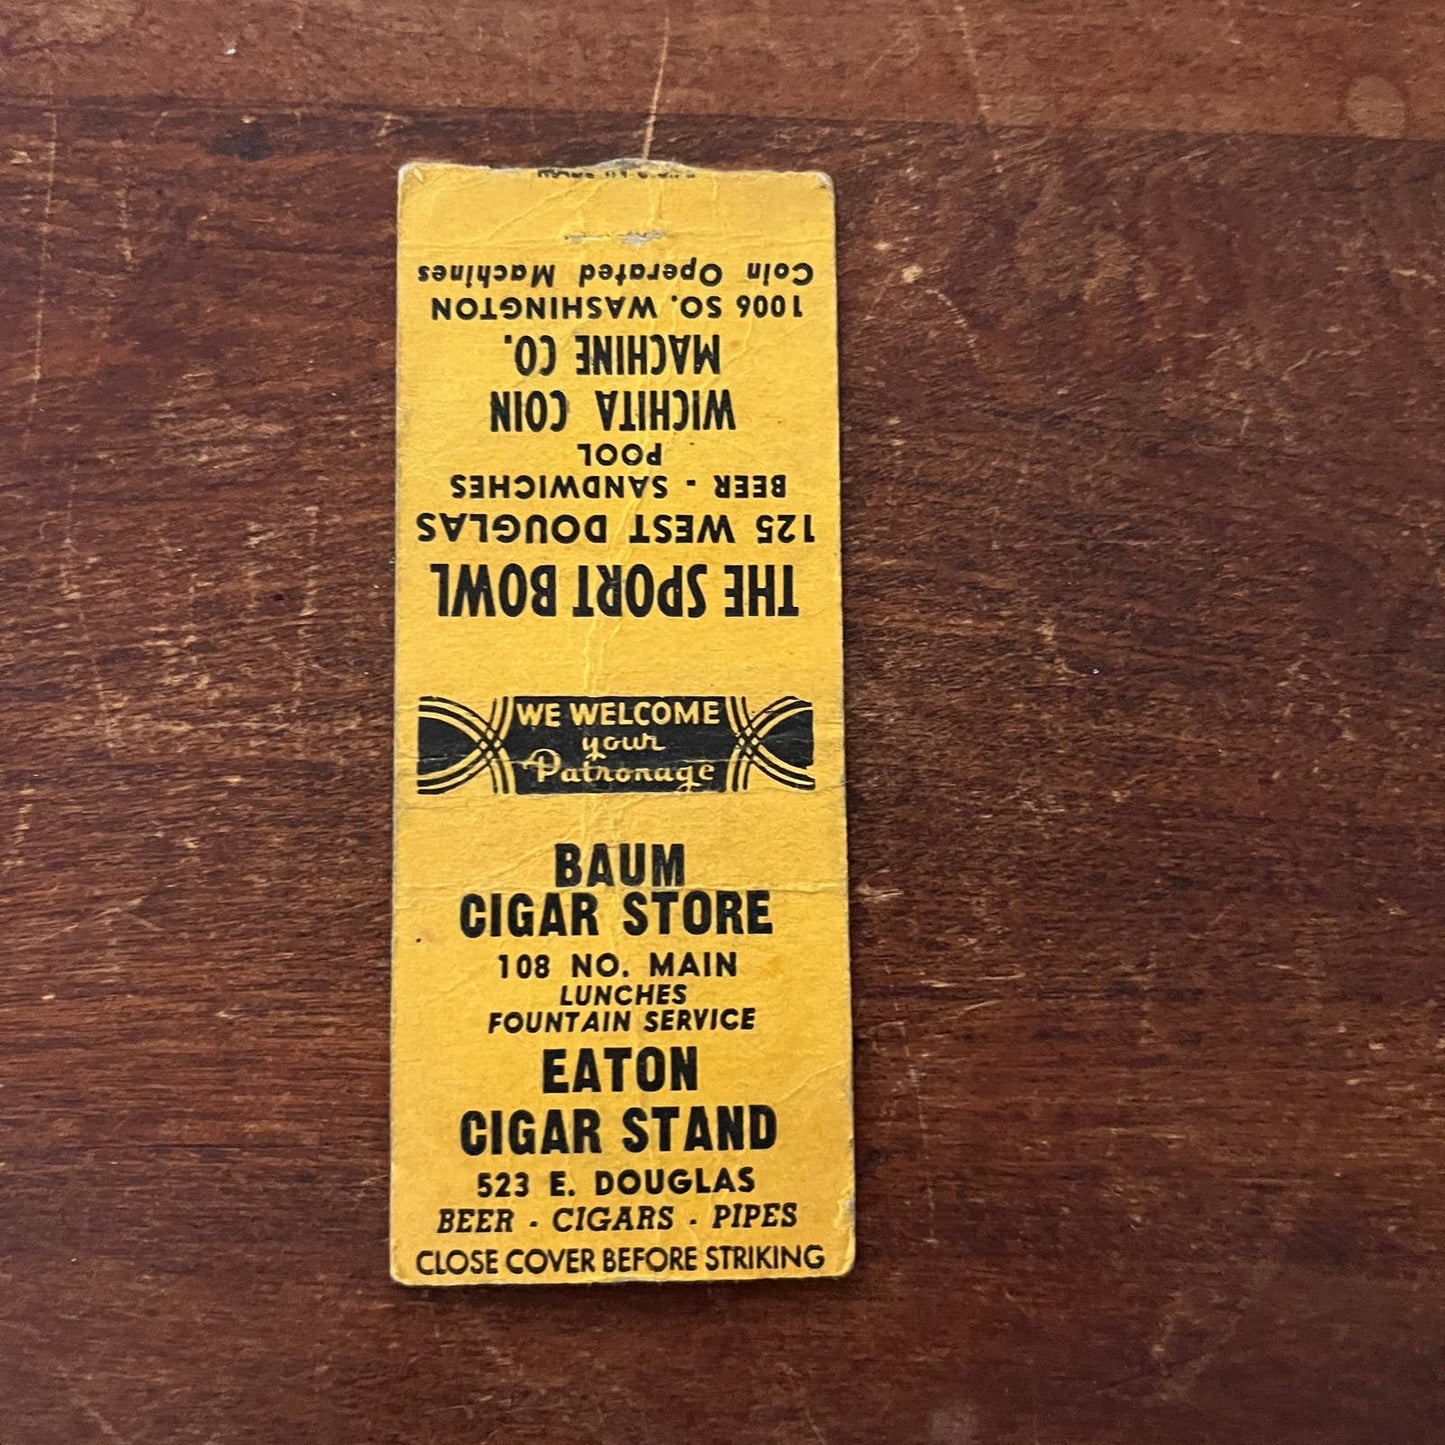 WE WELCOME
your
Patronage
BAUM
CIGAR STORE
108 NO. MAIN
LUNCHES
FOUNTAIN SERVICE
EATON
CIGAR STAND
523 E. DOUGLAS
BEER - CIGARS - PIPES
CLOSE COVER BEFORE STRIKING
THE SPORT BOWL
125 WEST DOUGLAS
BEER - SANDWICHES
POOL
WICHITA COIN
MACHINE CO.
1006 SO. WASHINGTON
Coin Operated Machines